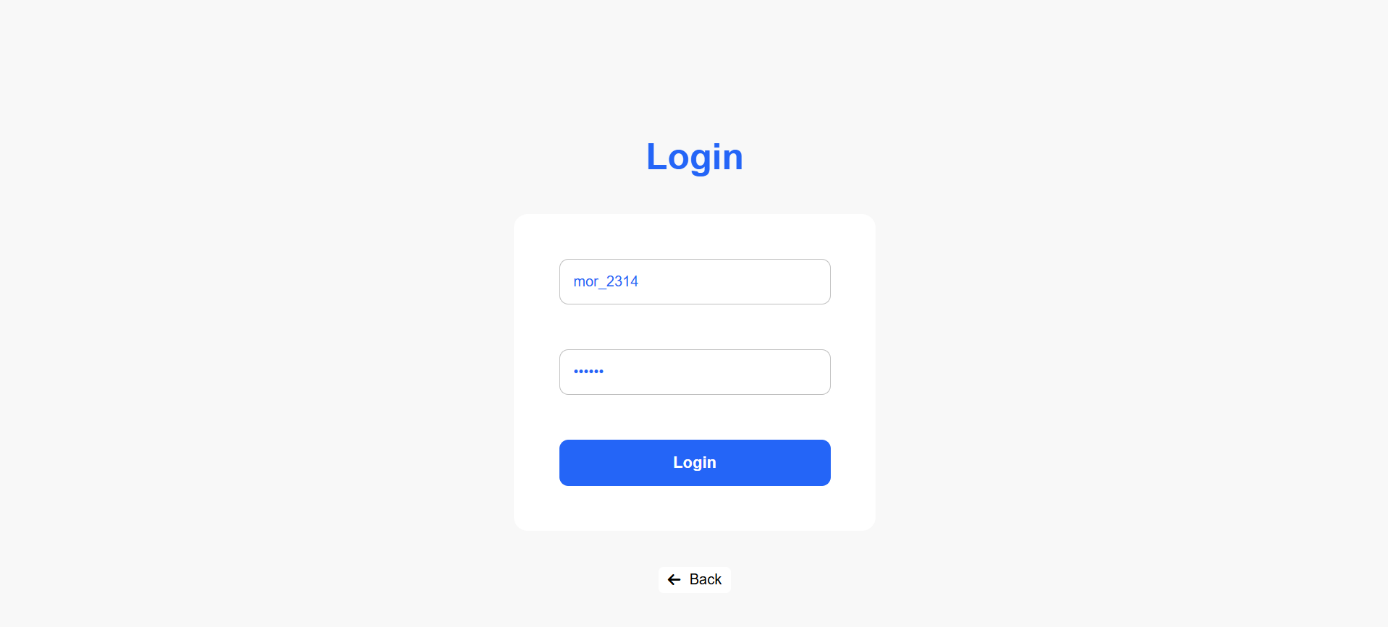 Login
mor_2314
••••••
Login
Back